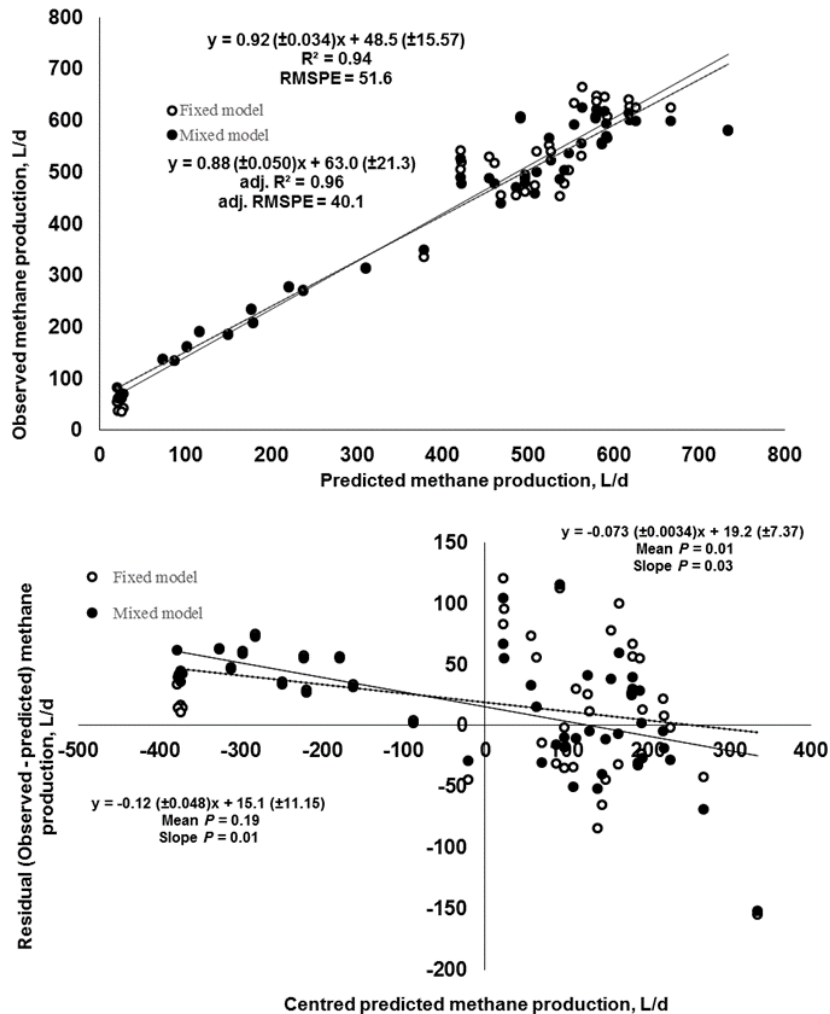 800
700
600
500
400
300
200
100
0
Observed methane production, L/d
y = 0.92 (±0.034)x + 48.5 (±15.57)
R² = 0.94
RMSPE = 51.6
Fixed model
Mixed model
y = 0.88 (±0.050)x + 63.0 (±21.3)
adj. R² = 0.96
adj. RMSPE = 40.1
0 100 200 300 400 500 600 700 800
Predicted methane production, L/d
y = -0.073 (±0.0034)x + 19.2 (±7.37)
Mean P = 0.01
Slope P = 0.03
Fixed model
Mixed model
150
100
50
0
-50
-100
-150
-200
-500 -400 -300 -200 -100 0 100 200 300 400
Residual (Observed - predicted) methane
production, L/d
y = -0.12 (±0.048)x + 15.1 (±11.15)
Mean P = 0.19
Slope P = 0.01
Centred predicted methane production, L/d